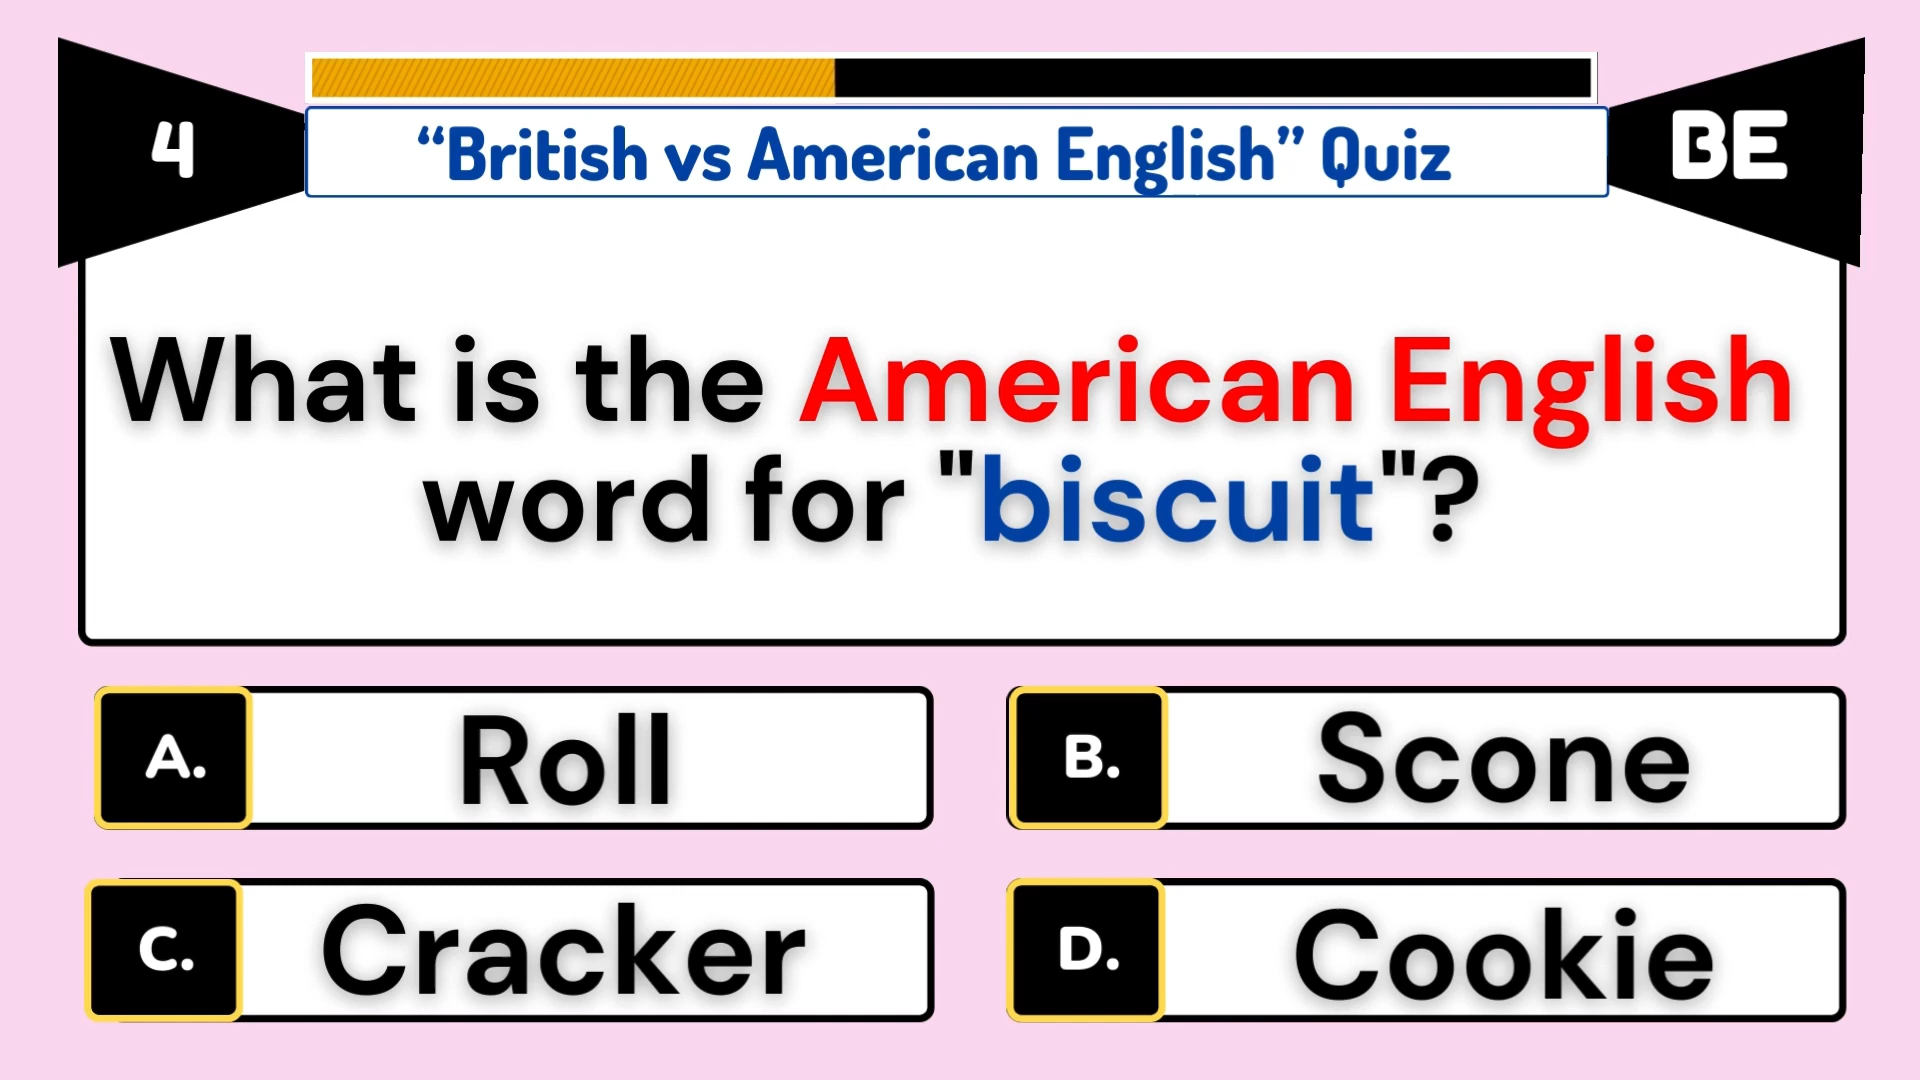 4
“British vs American English” Quiz
BE
What is the American English
word for "biscuit"?
A.
Roll
B.
Scone
C.
Cracker
D.
Cookie